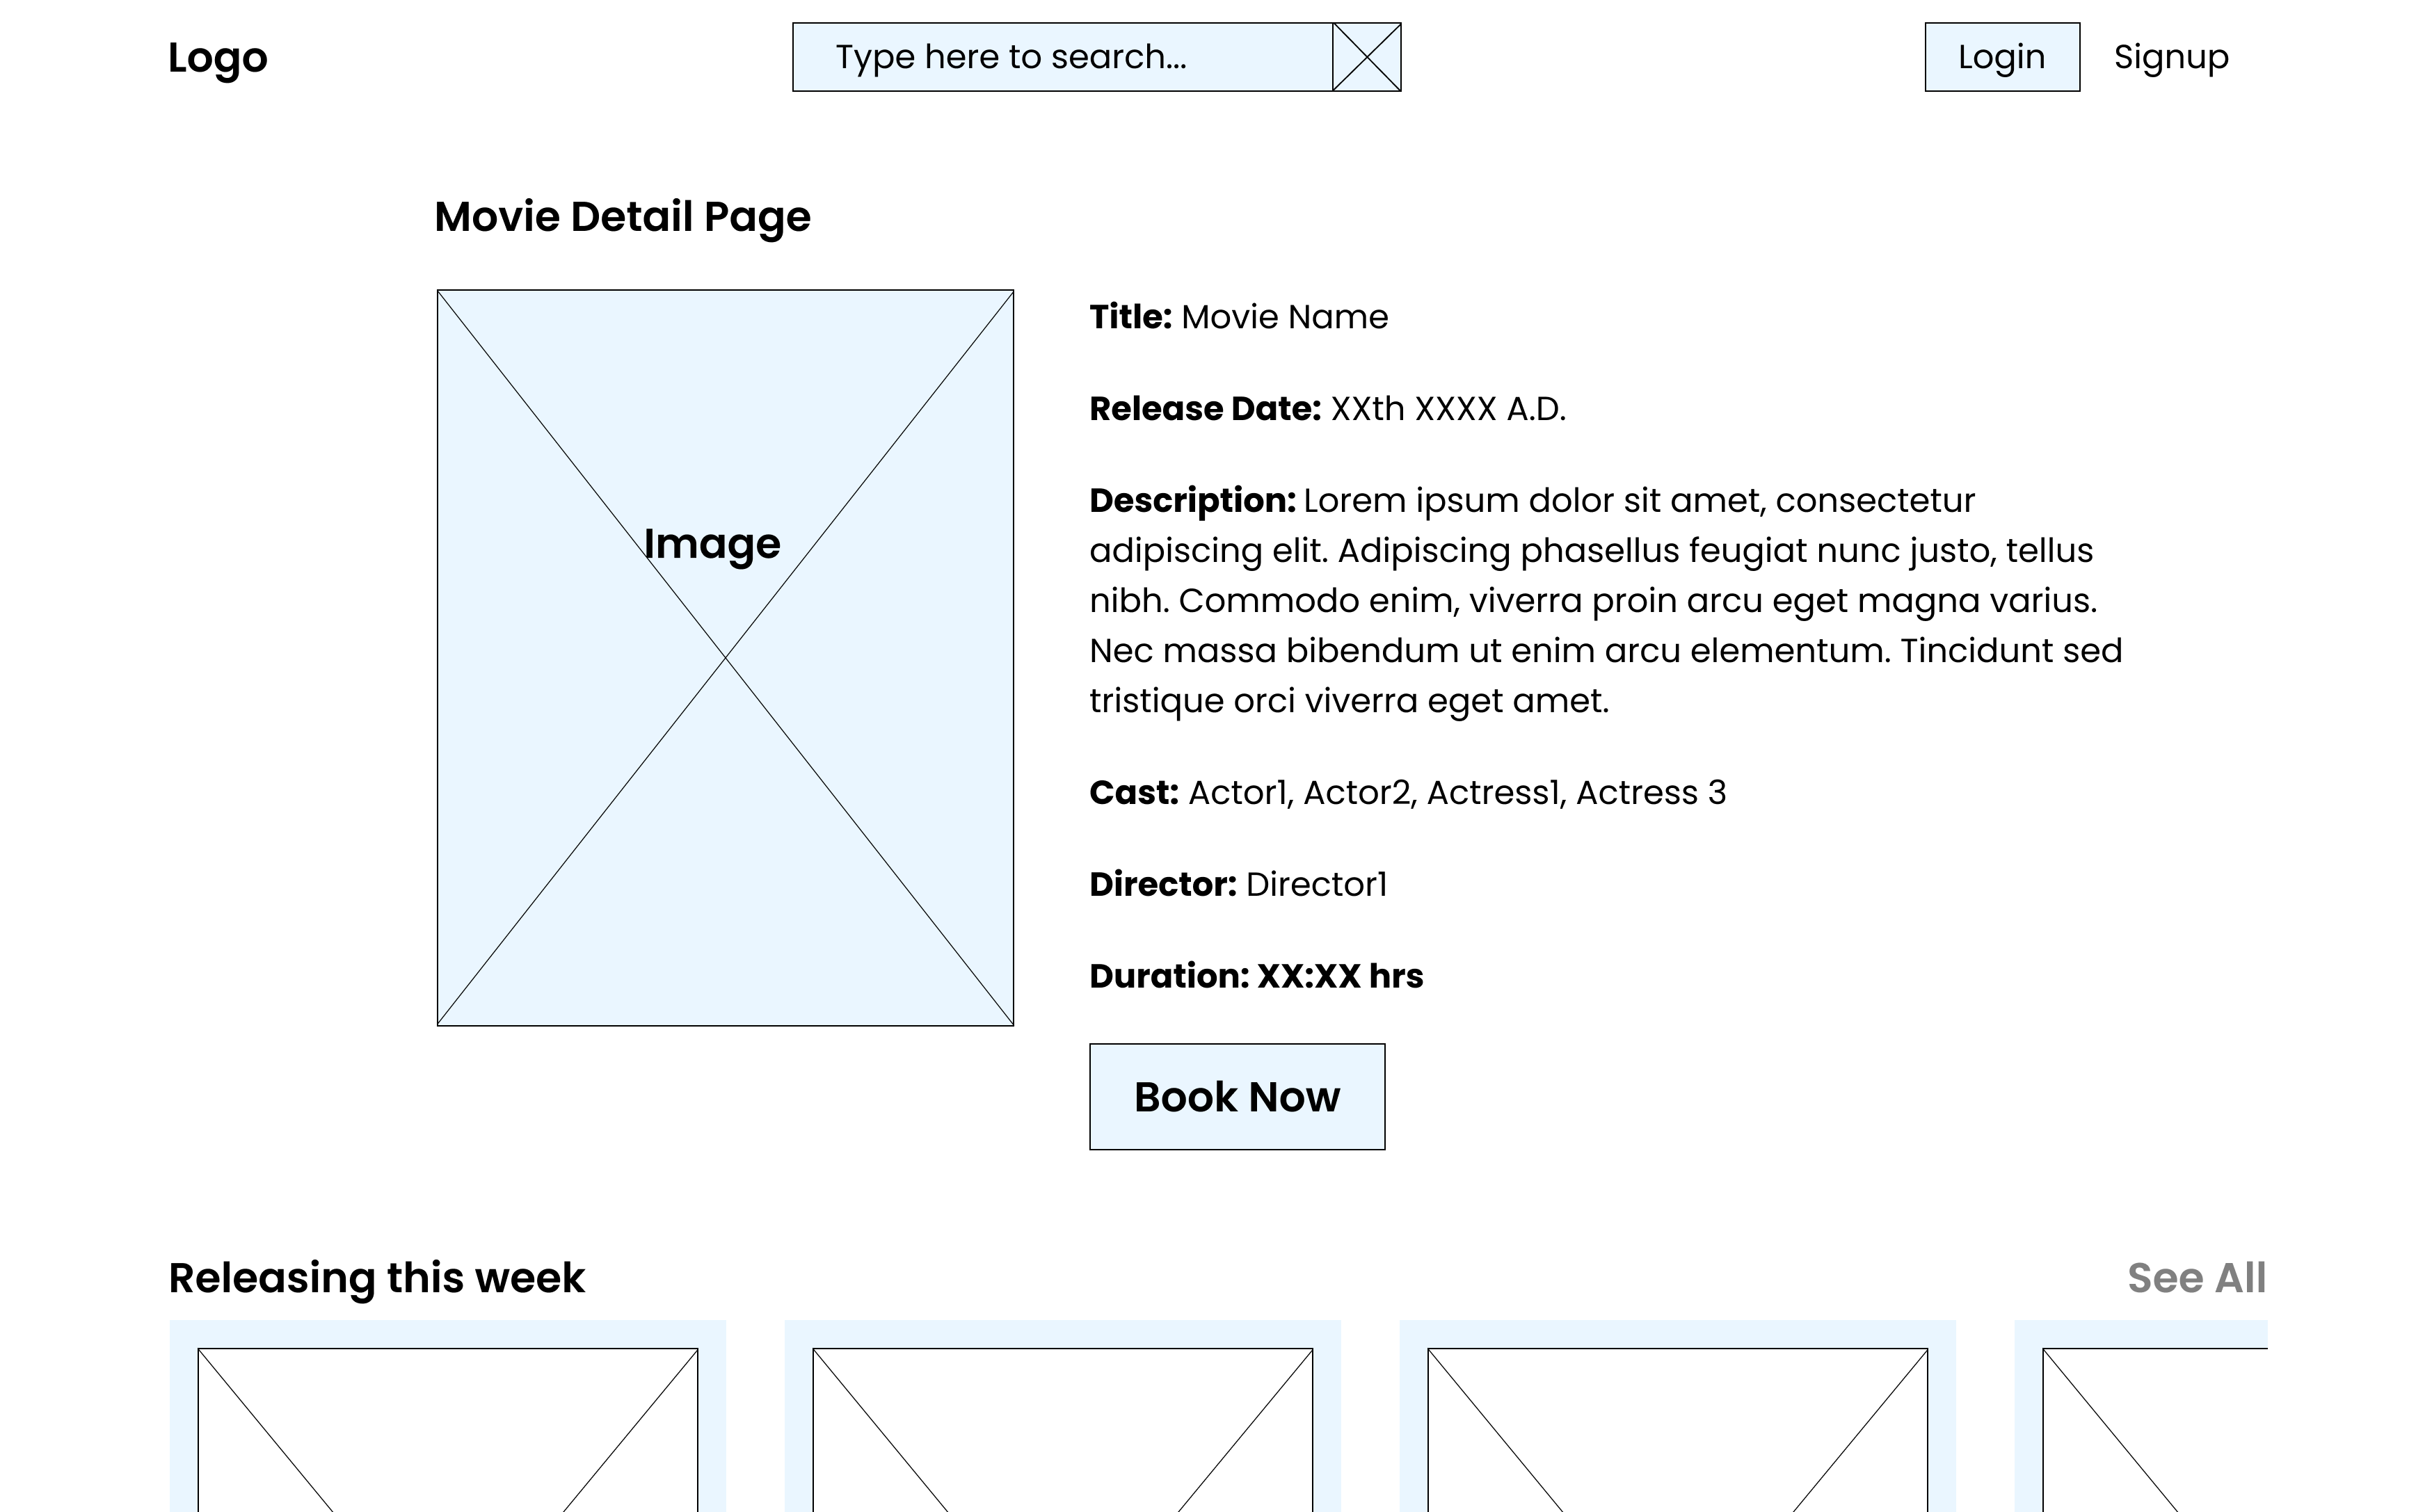 Logo
Type here to search...
Login
Signup
Movie Detail Page
Image
Title: Movie Name
Release Date: XXth XXXX A.D.
Description: Lorem ipsum dolor sit amet, consectetur
adipiscing elit. Adipiscing phasellus feugiat nunc justo, tellus
nibh. Commodo enim, viverra proin arcu eget magna varius.
Nec massa bibendum ut enim arcu elementum. Tincidunt sed
tristique orci viverra eget amet.
Cast: Actor1, Actor2, Actress1, Actress 3
Director: Director1
Duration: XX:XX hrs
Book Now
Releasing this week
See All